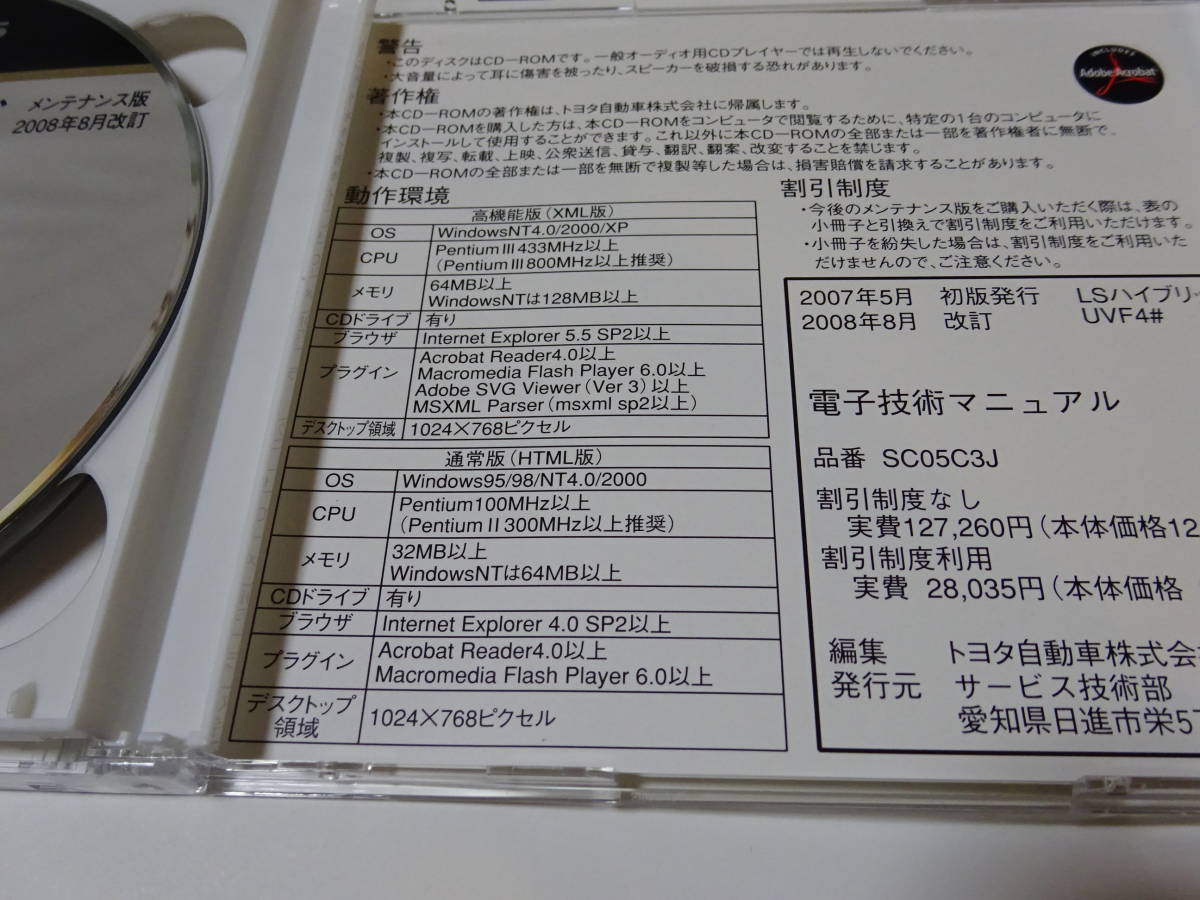 メンテナンス版
2008年8月改訂
警告
・このディスクはCD－ROMです。一般オーディオ用CDプレイヤーでは再生しないでください。
・大音量によって耳に傷害を被ったり、スピーカーを破損する恐れがあります。
INCLUDES
Adobe Acrobat
著作権
・本CD－ROMの著作権は、トヨタ自動車株式会社に帰属します。
・本CD－ROMを購入した方は、本CD－ROMをコンピュータで閲覧するために、特定の1台のコンピュータに
インストールして使用することができます。これ以外に本CD－ROMの全部または一部を著作権者に無断で、
複製、複写、転載、上映、公衆送信、貸与、翻訳、翻案、改変することを禁じます。
・本CD－ROMの全部または一部を無断で複製等した場合は、損害賠償を請求することがあります。
動作環境
高機能版（XML版）
OS WindowsNT4.0/2000/XP
CPU PentiumⅢ433MHz以上
（PentiumⅢ800MHz以上推奨）
メモリ 64MB以上
WindowsNTは128MB以上
CDドライブ 有り
ブラウザ Internet Explorer 5.5 SP2以上
プラグイン Acrobat Reader4.0以上
Macromedia Flash Player 6.0以上
Adobe SVG Viewer（Ver 3）以上
MSXML Parser（msxml sp2以上）
デスクトップ領域 1024×768ピクセル
通常版（HTML版）
OS Windows95/98/NT4.0/2000
CPU Pentium100MHz以上
（PentiumⅡ300MHz以上推奨）
メモリ 32MB以上
WindowsNTは64MB以上
CDドライブ 有り
ブラウザ Internet Explorer 4.0 SP2以上
プラグイン Acrobat Reader4.0以上
Macromedia Flash Player 6.0以上
デスクトップ
領域 1024×768ピクセル
割引制度
・今後のメンテナンス版をご購入いただく際は、表の
小冊子と引換えで割引制度をご利用いただけます。
・小冊子を紛失した場合は、割引制度をご利用いた
だけませんので、ご注意ください。
2007年5月 初版発行 LSハイブリッ
2008年8月 改訂 UVF4#
電子技術マニュアル
品番 SC05C3J
割引制度なし
実費127,260円（本体価格12
割引制度利用
実費 28,035円（本体価格
編集 トヨタ自動車株式会
発行元 サービス技術部
愛知県日進市栄5丁